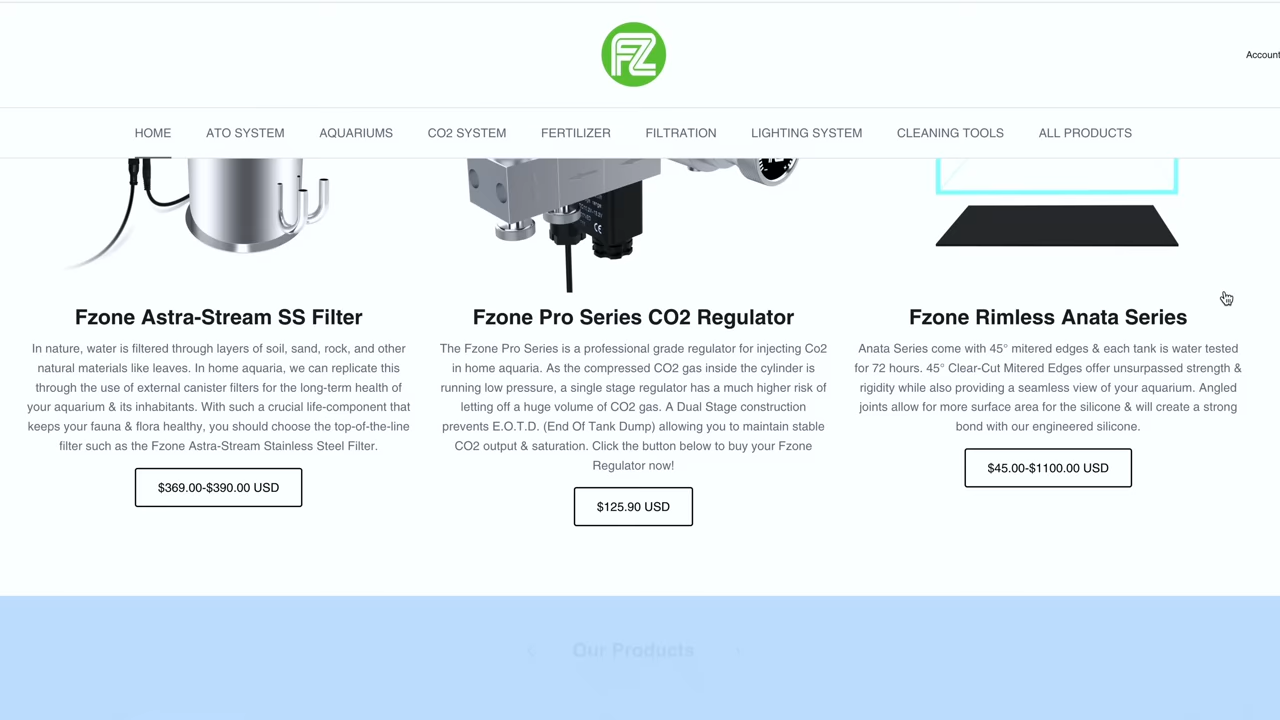 FZ
Account
HOME ATO SYSTEM AQUARIUMS CO2 SYSTEM FERTILIZER FILTRATION LIGHTING SYSTEM CLEANING TOOLS ALL PRODUCTS
Fzone Astra-Stream SS Filter
In nature, water is filtered through layers of soil, sand, rock, and other
natural materials like leaves. In home aquaria, we can replicate this
through the use of external canister filters for the long-term health of
your aquarium & its inhabitants. With such a crucial life-component that
keeps your fauna & flora healthy, you should choose the top-of-the-line
filter such as the Fzone Astra-Stream Stainless Steel Filter.
$369.00-$390.00 USD
Fzone Pro Series CO2 Regulator
The Fzone Pro Series is a professional grade regulator for injecting Co2
in home aquaria. As the compressed CO2 gas inside the cylinder is
running low pressure, a single stage regulator has a much higher risk of
letting off a huge volume of CO2 gas. A Dual Stage construction
prevents E.O.T.D. (End Of Tank Dump) allowing you to maintain stable
CO2 output & saturation. Click the button below to buy your Fzone
Regulator now!
$125.90 USD
Fzone Rimless Anata Series
Anata Series come with 45° mitered edges & each tank is water tested
for 72 hours. 45° Clear-Cut Mitered Edges offer unsurpassed strength &
rigidity while also providing a seamless view of your aquarium. Angled
joints allow for more surface area for the silicone & will create a strong
bond with our engineered silicone.
$45.00-$1100.00 USD
Our Products